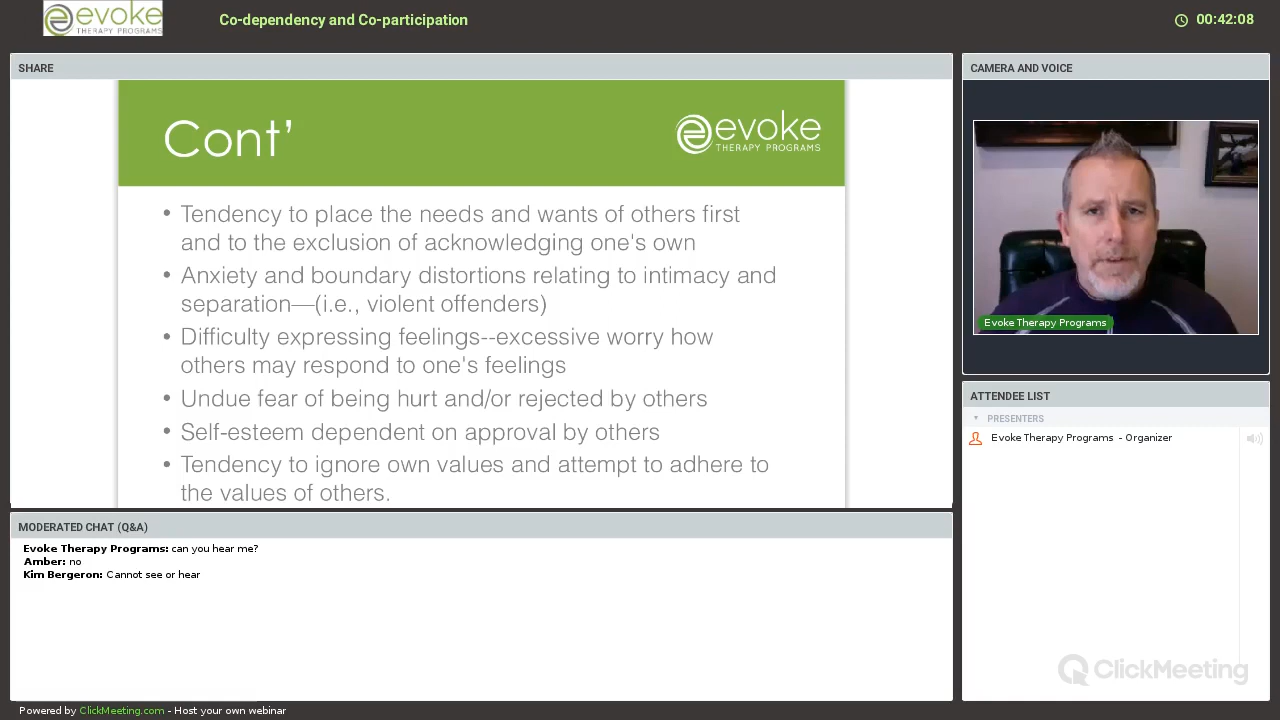 evoke
THERAPY PROGRAMS
Co-dependency and Co-participation
00:42:08
SHARE
Cont’
evoke
THERAPY PROGRAMS
• Tendency to place the needs and wants of others first
and to the exclusion of acknowledging one's own
• Anxiety and boundary distortions relating to intimacy and
separation—(i.e., violent offenders)
• Difficulty expressing feelings--excessive worry how
others may respond to one's feelings
• Undue fear of being hurt and/or rejected by others
• Self-esteem dependent on approval by others
• Tendency to ignore own values and attempt to adhere to
the values of others.
MODERATED CHAT (Q&A)
Evoke Therapy Programs: can you hear me?
Amber: no
Kim Bergeron: Cannot see or hear
CAMERA AND VOICE
Evoke Therapy Programs
ATTENDEE LIST
PRESENTERS
Evoke Therapy Programs - Organizer
ClickMeeting
Powered by ClickMeeting.com - Host your own webinar